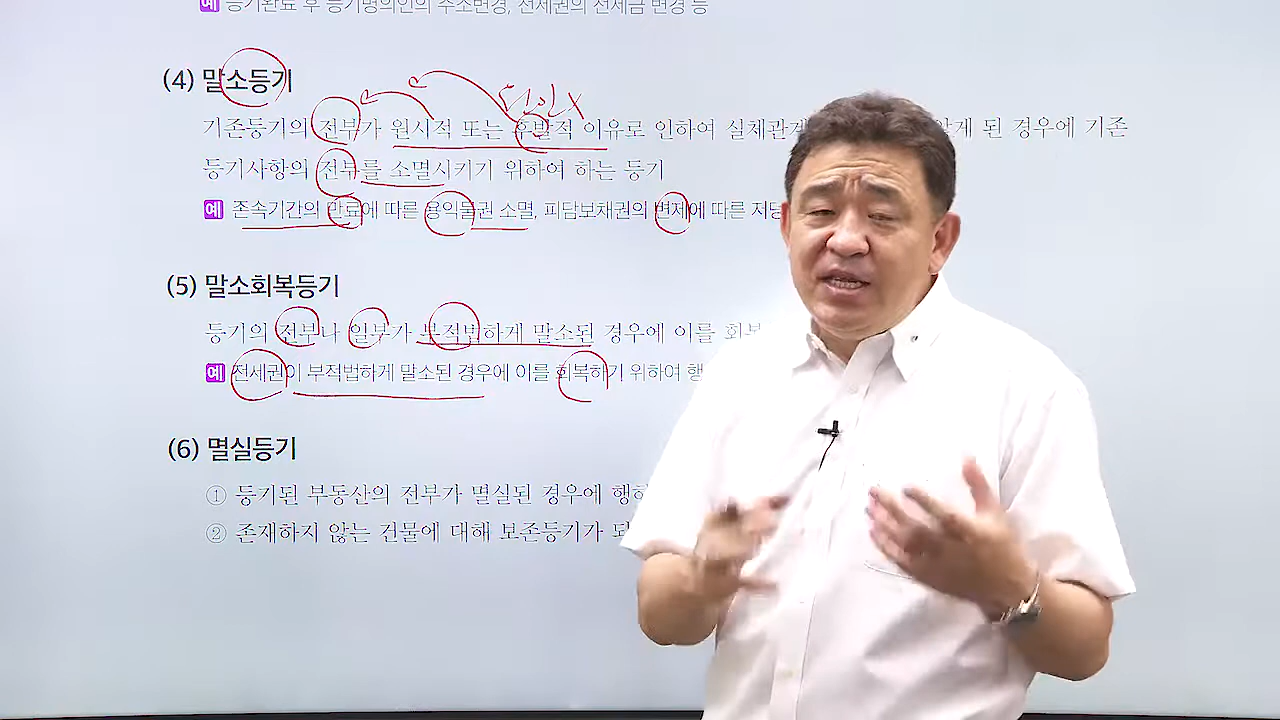 예 등기완료 후 등기명의인의 주소변경, 전세권의 전세금 변경 등
(4) 말소등기
원인X
기존등기의 전부가 원시적 또는 후발적 이유로 인하여 실체관계 않게 된 경우에 기존
등기사항의 전부를 소멸시키기 위하여 하는 등기
예 존속기간의 만료에 따른 용익물권 소멸, 피담보채권의 변제에 따른 저당
(5) 말소회복등기
등기의 전부나 일부가 부적법하게 말소된 경우에 이를 회복
예 전세권이 부적법하게 말소된 경우에 이를 회복하기 위하여 행
(6) 멸실등기
① 등기된 부동산의 전부가 멸실된 경우에 행하
② 존재하지 않는 건물에 대해 보존등기가 되